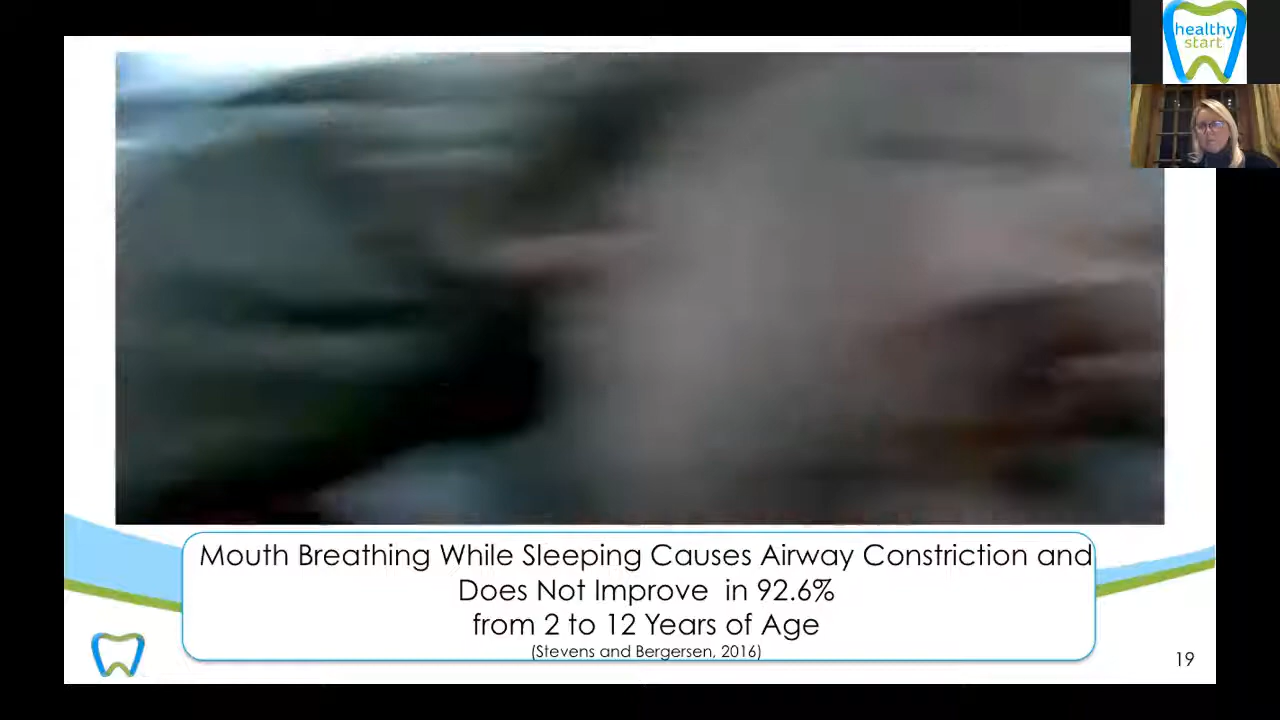 healthy
start
Mouth Breathing While Sleeping Causes Airway Constriction and
Does Not Improve in 92.6%
from 2 to 12 Years of Age
(Stevens and Bergersen, 2016)
19